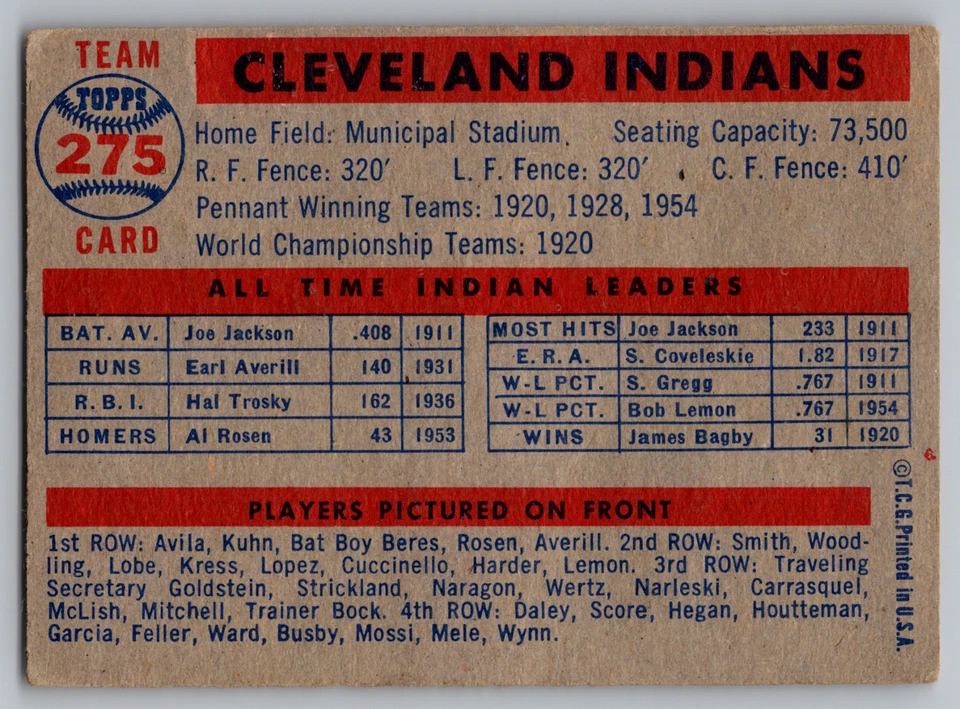 TEAM
TOPPS
275
CARD
CLEVELAND INDIANS
Home Field: Municipal Stadium Seating Capacity: 73,500
R. F. Fence: 320' L. F. Fence: 320' C. F. Fence: 410'
Pennant Winning Teams: 1920, 1928, 1954
World Championship Teams: 1920
ALL TIME INDIAN LEADERS
BAT. AV. Joe Jackson .408 1911
RUNS Earl Averill 140 1931
R. B. I. Hal Trosky 162 1936
HOMERS Al Rosen 43 1953
MOST HITS Joe Jackson 233 1911
E. R. A. S. Coveleskie 1.82 1917
W-L PCT. S. Gregg .767 1911
W-L PCT. Bob Lemon .767 1954
WINS James Bagby 31 1920
PLAYERS PICTURED ON FRONT
1st ROW: Avila, Kuhn, Bat Boy Beres, Rosen, Averill. 2nd ROW: Smith, Wood-
ling, Lobe, Kress, Lopez, Cuccinello, Harder, Lemon. 3rd ROW: Traveling
Secretary Goldstein, Strickland, Naragon, Wertz, Narleski, Carrasquel,
McLish, Mitchell, Trainer Bock. 4th ROW: Daley, Score, Hegan, Houtteman,
Garcia, Feller, Ward, Busby, Mossi, Mele, Wynn.
©T.C.G. Printed in U.S.A.